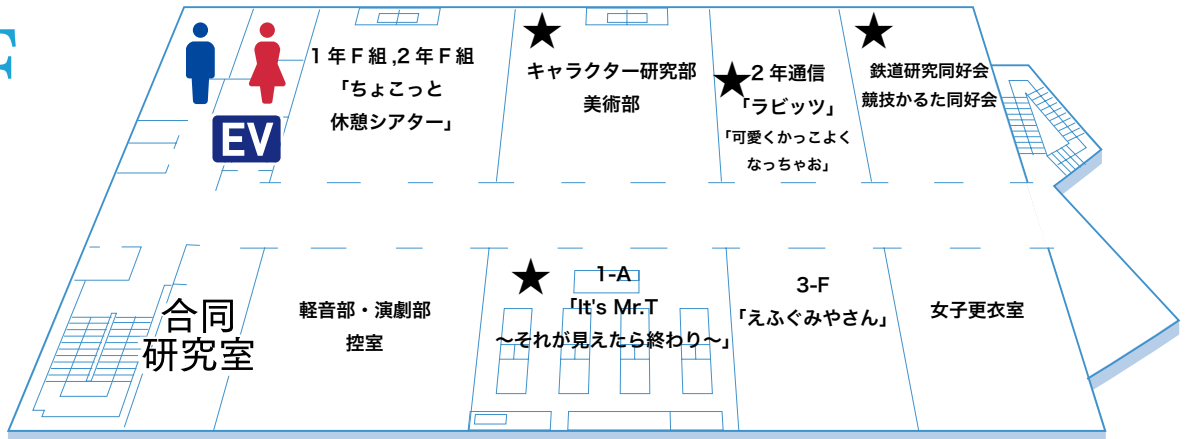 F
EV
1年F組,2年F組
「ちょこっと
休憩シアター」
★
キャラクター研究部
美術部
★2年通信
「ラビッツ」
「可愛くかっこよく
なっちゃお」
★
鉄道研究同好会
競技かるた同好会
合同
研究室
軽音部・演劇部
控室
★
1-A
「It's Mr.T
〜それが見えたら終わり〜」
3-F
「えふぐみやさん」
女子更衣室